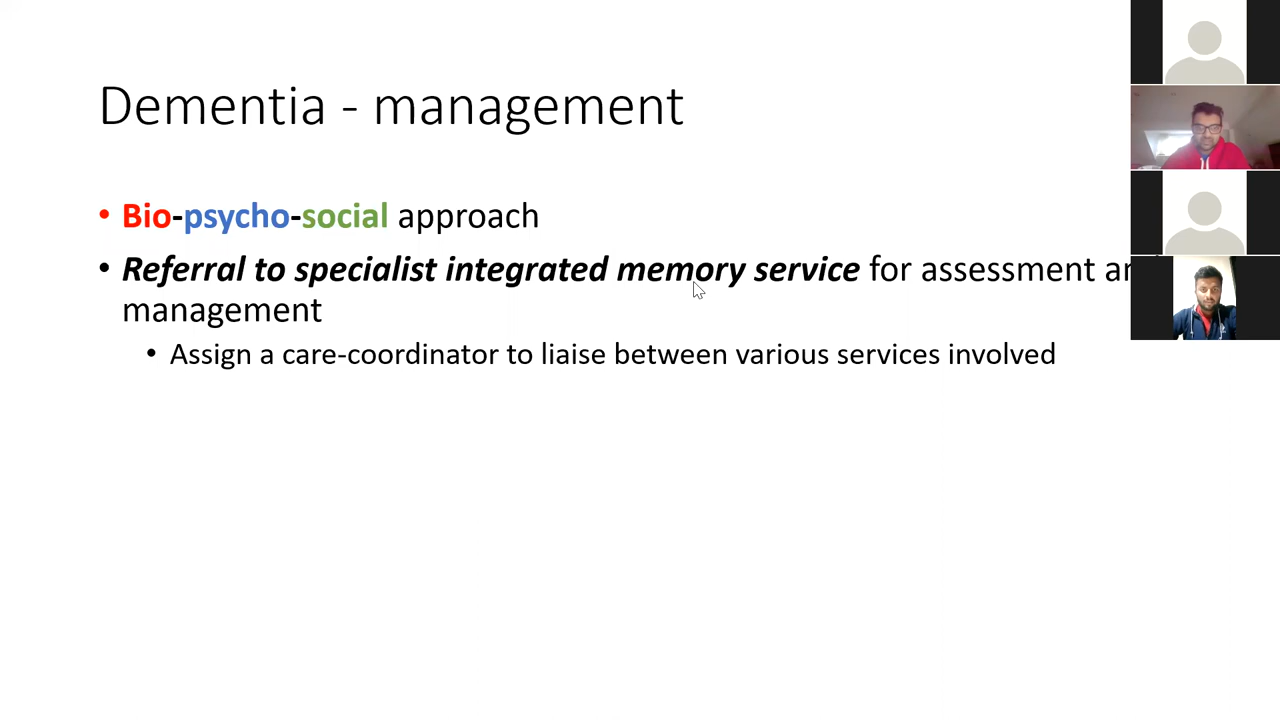 Dementia - management
• Bio-psycho-social approach
• Referral to specialist integrated memory service for assessment
management
• Assign a care-coordinator to liaise between various services involved